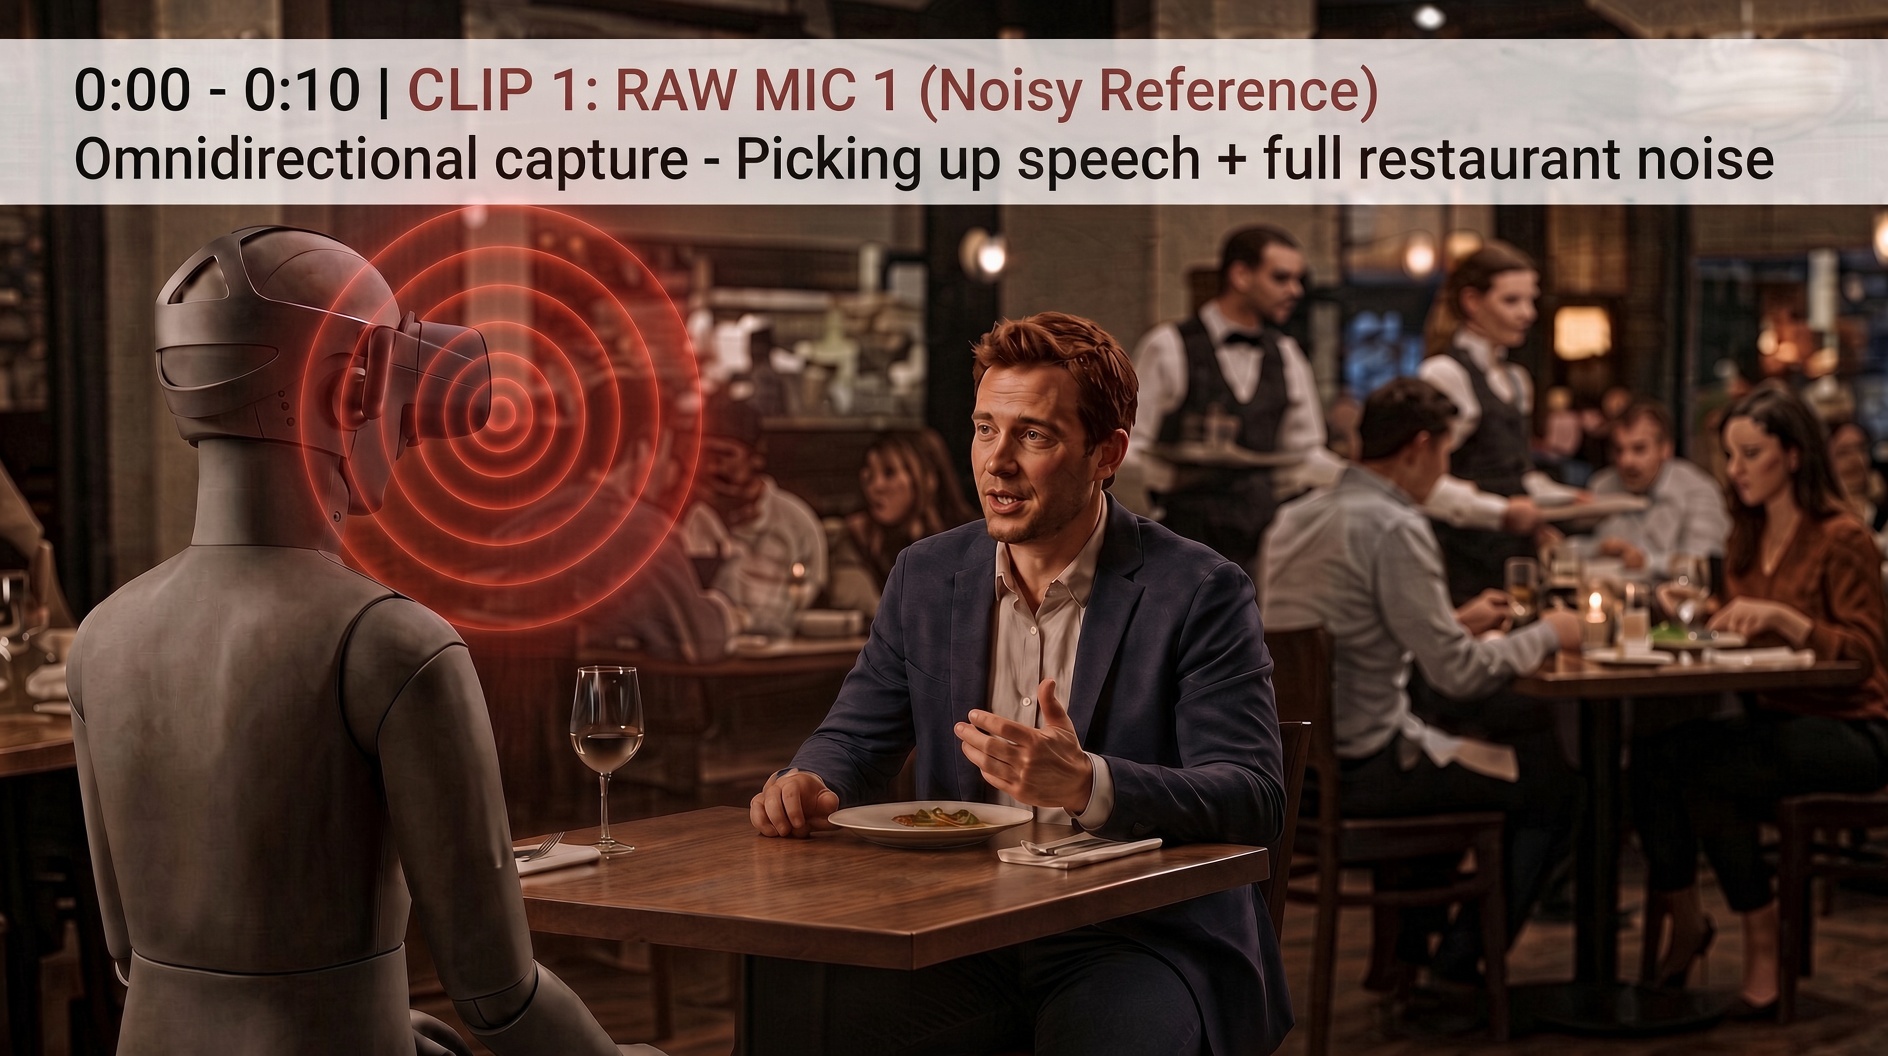 0:00 - 0:10 | CLIP 1: RAW MIC 1 (Noisy Reference)
Omnidirectional capture - Picking up speech + full restaurant noise